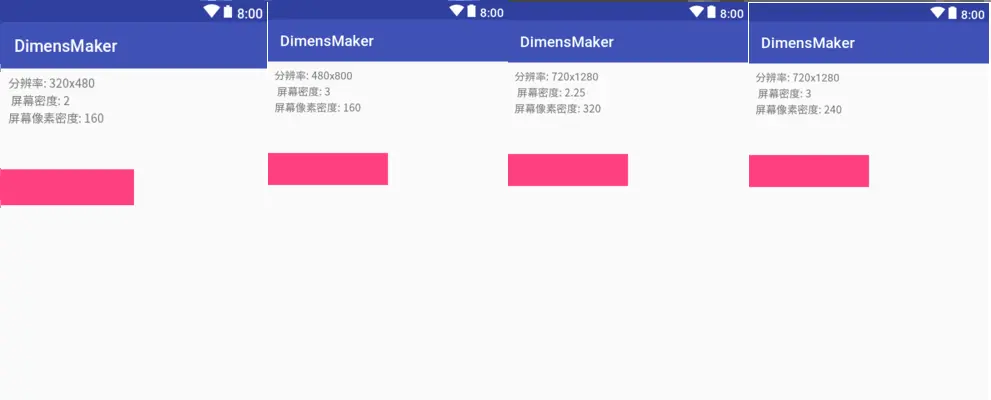 8:00
DimensMaker
分辨率: 320x480
屏幕密度: 2
屏幕像素密度: 160
8:00
DimensMaker
分辨率: 480x800
屏幕密度: 3
屏幕像素密度: 160
8:00
DimensMaker
分辨率: 720x1280
屏幕密度: 2.25
屏幕像素密度: 320
8:00
DimensMaker
分辨率: 720x1280
屏幕密度: 3
屏幕像素密度: 240